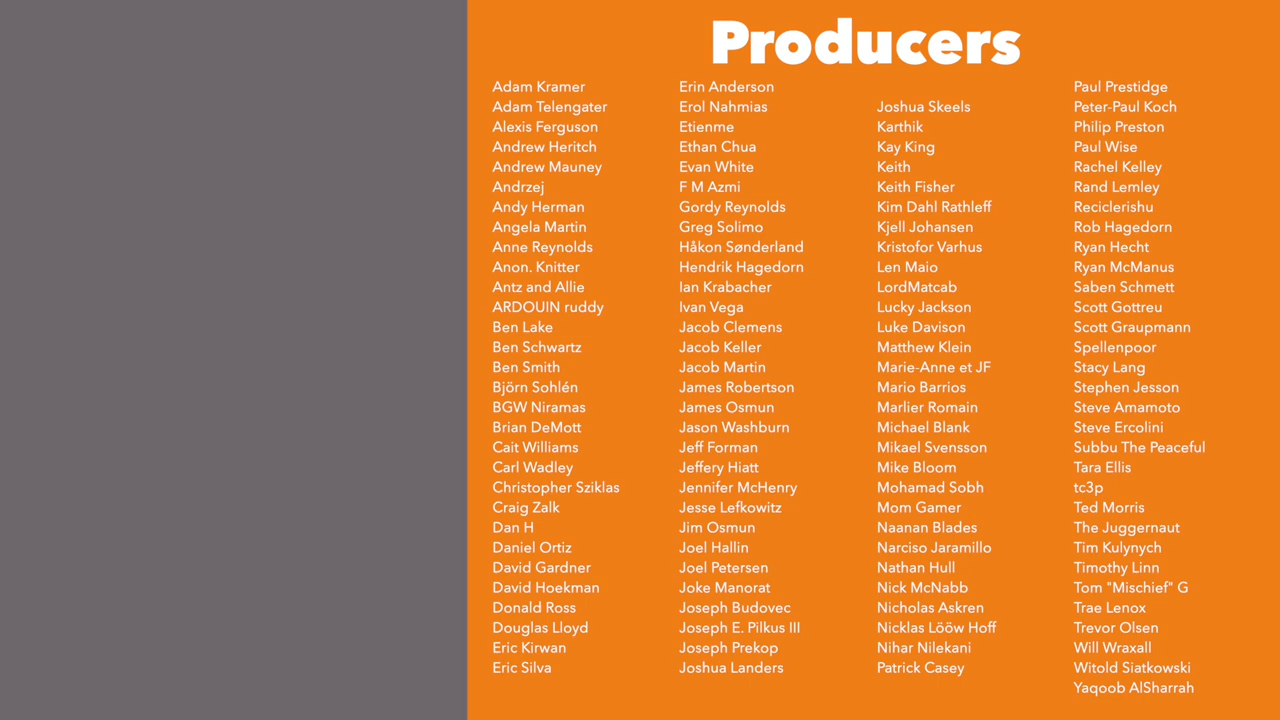 Producers
Adam Kramer
Adam Telengater
Alexis Ferguson
Andrew Heritch
Andrew Mauney
Andrzej
Andy Herman
Angela Martin
Anne Reynolds
Anon. Knitter
Antz and Allie
ARDOUIN ruddy
Ben Lake
Ben Schwartz
Ben Smith
Björn Sohlén
BGW Niramas
Brian DeMott
Cait Williams
Carl Wadley
Christopher Sziklas
Craig Zalk
Dan H
Daniel Ortiz
David Gardner
David Hoekman
Donald Ross
Douglas Lloyd
Eric Kirwan
Eric Silva
Erin Anderson
Erol Nahmias
Etienme
Ethan Chua
Evan White
F M Azmi
Gordy Reynolds
Greg Solimo
Håkon Sønderland
Hendrik Hagedorn
Ian Krabacher
Ivan Vega
Jacob Clemens
Jacob Keller
Jacob Martin
James Robertson
James Osmun
Jason Washburn
Jeff Forman
Jeffery Hiatt
Jennifer McHenry
Jesse Lefkowitz
Jim Osmun
Joel Hallin
Joel Petersen
Joke Manorat
Joseph Budovec
Joseph E. Pilkus III
Joseph Prekop
Joshua Landers
Joshua Skeels
Karthik
Kay King
Keith
Keith Fisher
Kim Dahl Rathleff
Kjell Johansen
Kristofor Varhus
Len Maio
LordMatcab
Lucky Jackson
Luke Davison
Matthew Klein
Marie-Anne et JF
Mario Barrios
Marlier Romain
Michael Blank
Mikael Svensson
Mike Bloom
Mohamad Sobh
Mom Gamer
Naanan Blades
Narciso Jaramillo
Nathan Hull
Nick McNabb
Nicholas Askren
Nicklas Lööw Hoff
Nihar Nilekani
Patrick Casey
Paul Prestidge
Peter-Paul Koch
Philip Preston
Paul Wise
Rachel Kelley
Rand Lemley
Reciclerishu
Rob Hagedorn
Ryan Hecht
Ryan McManus
Saben Schmett
Scott Gottreu
Scott Graupmann
Spellenpoor
Stacy Lang
Stephen Jesson
Steve Amamoto
Steve Ercolini
Subbu The Peaceful
Tara Ellis
tc3p
Ted Morris
The Juggernaut
Tim Kulynych
Timothy Linn
Tom "Mischief" G
Trae Lenox
Trevor Olsen
Will Wraxall
Witold Siatkowski
Yaqoob AlSharrah